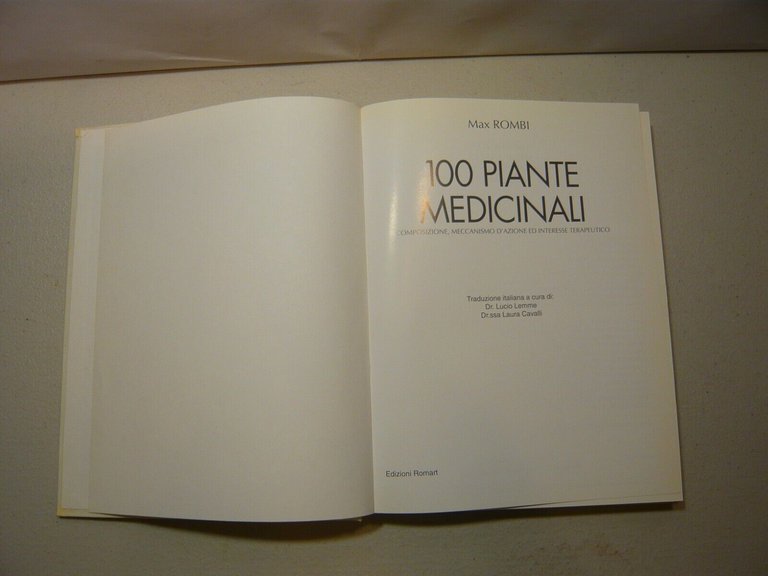 Max ROMBI
100 PIANTE
MEDICINALI
COMPOSIZIONE, MECCANISMO D'AZIONE ED INTERESSE TERAPEUTICO
Traduzione italiana a cura di:
Dr. Lucio Lemme
Dr.ssa Laura Cavalli
Edizioni Romart